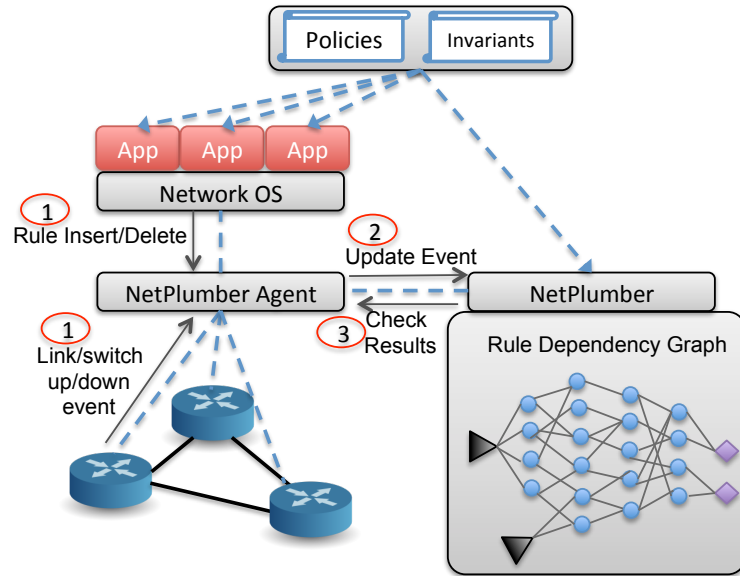 Policies
Invariants
App
App
App
Network OS
1
Rule Insert/Delete
2
Update Event
NetPlumber Agent
NetPlumber
1
Link/switch
up/down
event
3
Check
Results
Rule Dependency Graph